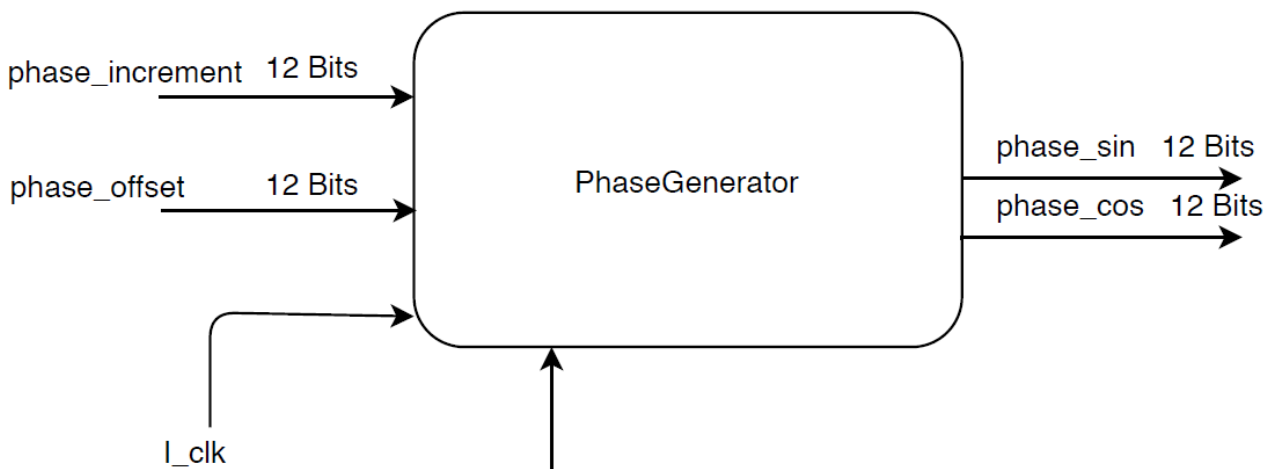 phase_increment 12 Bits
phase_offset 12 Bits
PhaseGenerator
phase_sin 12 Bits
phase_cos 12 Bits
I_clk